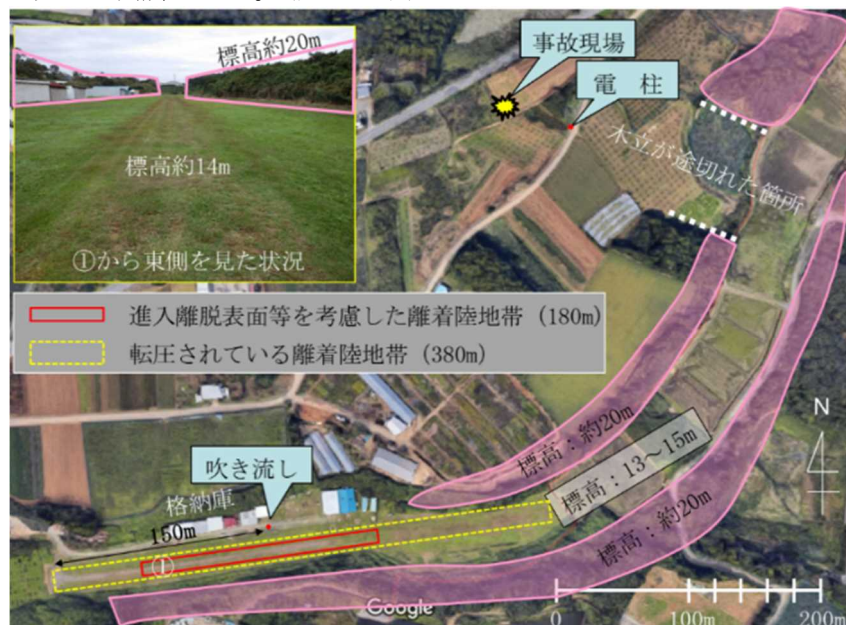 標高約20m
標高約14m
①から東側を見た状況
事故現場
電 柱
木立が途切れた箇所
進入離脱表面等を考慮した離着陸地帯（180m）
転圧されている離着陸地帯（380m）
N
吹き流し
格納庫
150m
①
標高：約20m
標高：13～15m
標高：約20m
Google
0
100m
200m